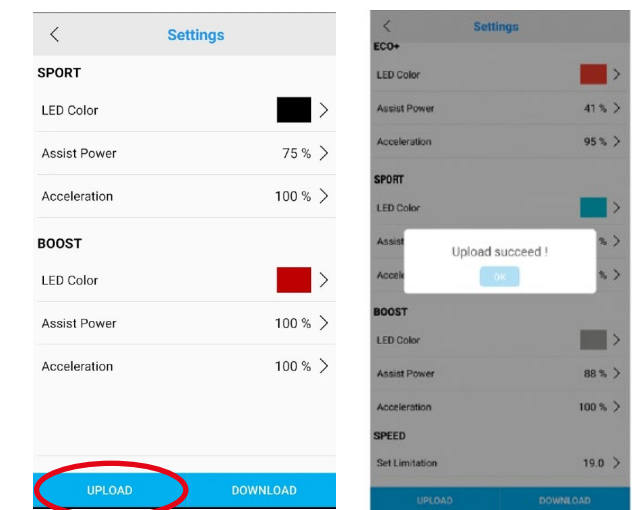 Settings
SPORT
LED Color
Assist Power 75 %
Acceleration 100 %
BOOST
LED Color
Assist Power 100 %
Acceleration 100 %
UPLOAD DOWNLOAD
Settings
ECO+
LED Color
Assist Power 41 %
Acceleration 95 %
SPORT
LED Color
Assist %
Upload succeed !
Accele %
OK
BOOST
LED Color
Assist Power 88 %
Acceleration 100 %
SPEED
Set Limitation 19.0
UPLOAD DOWNLOAD